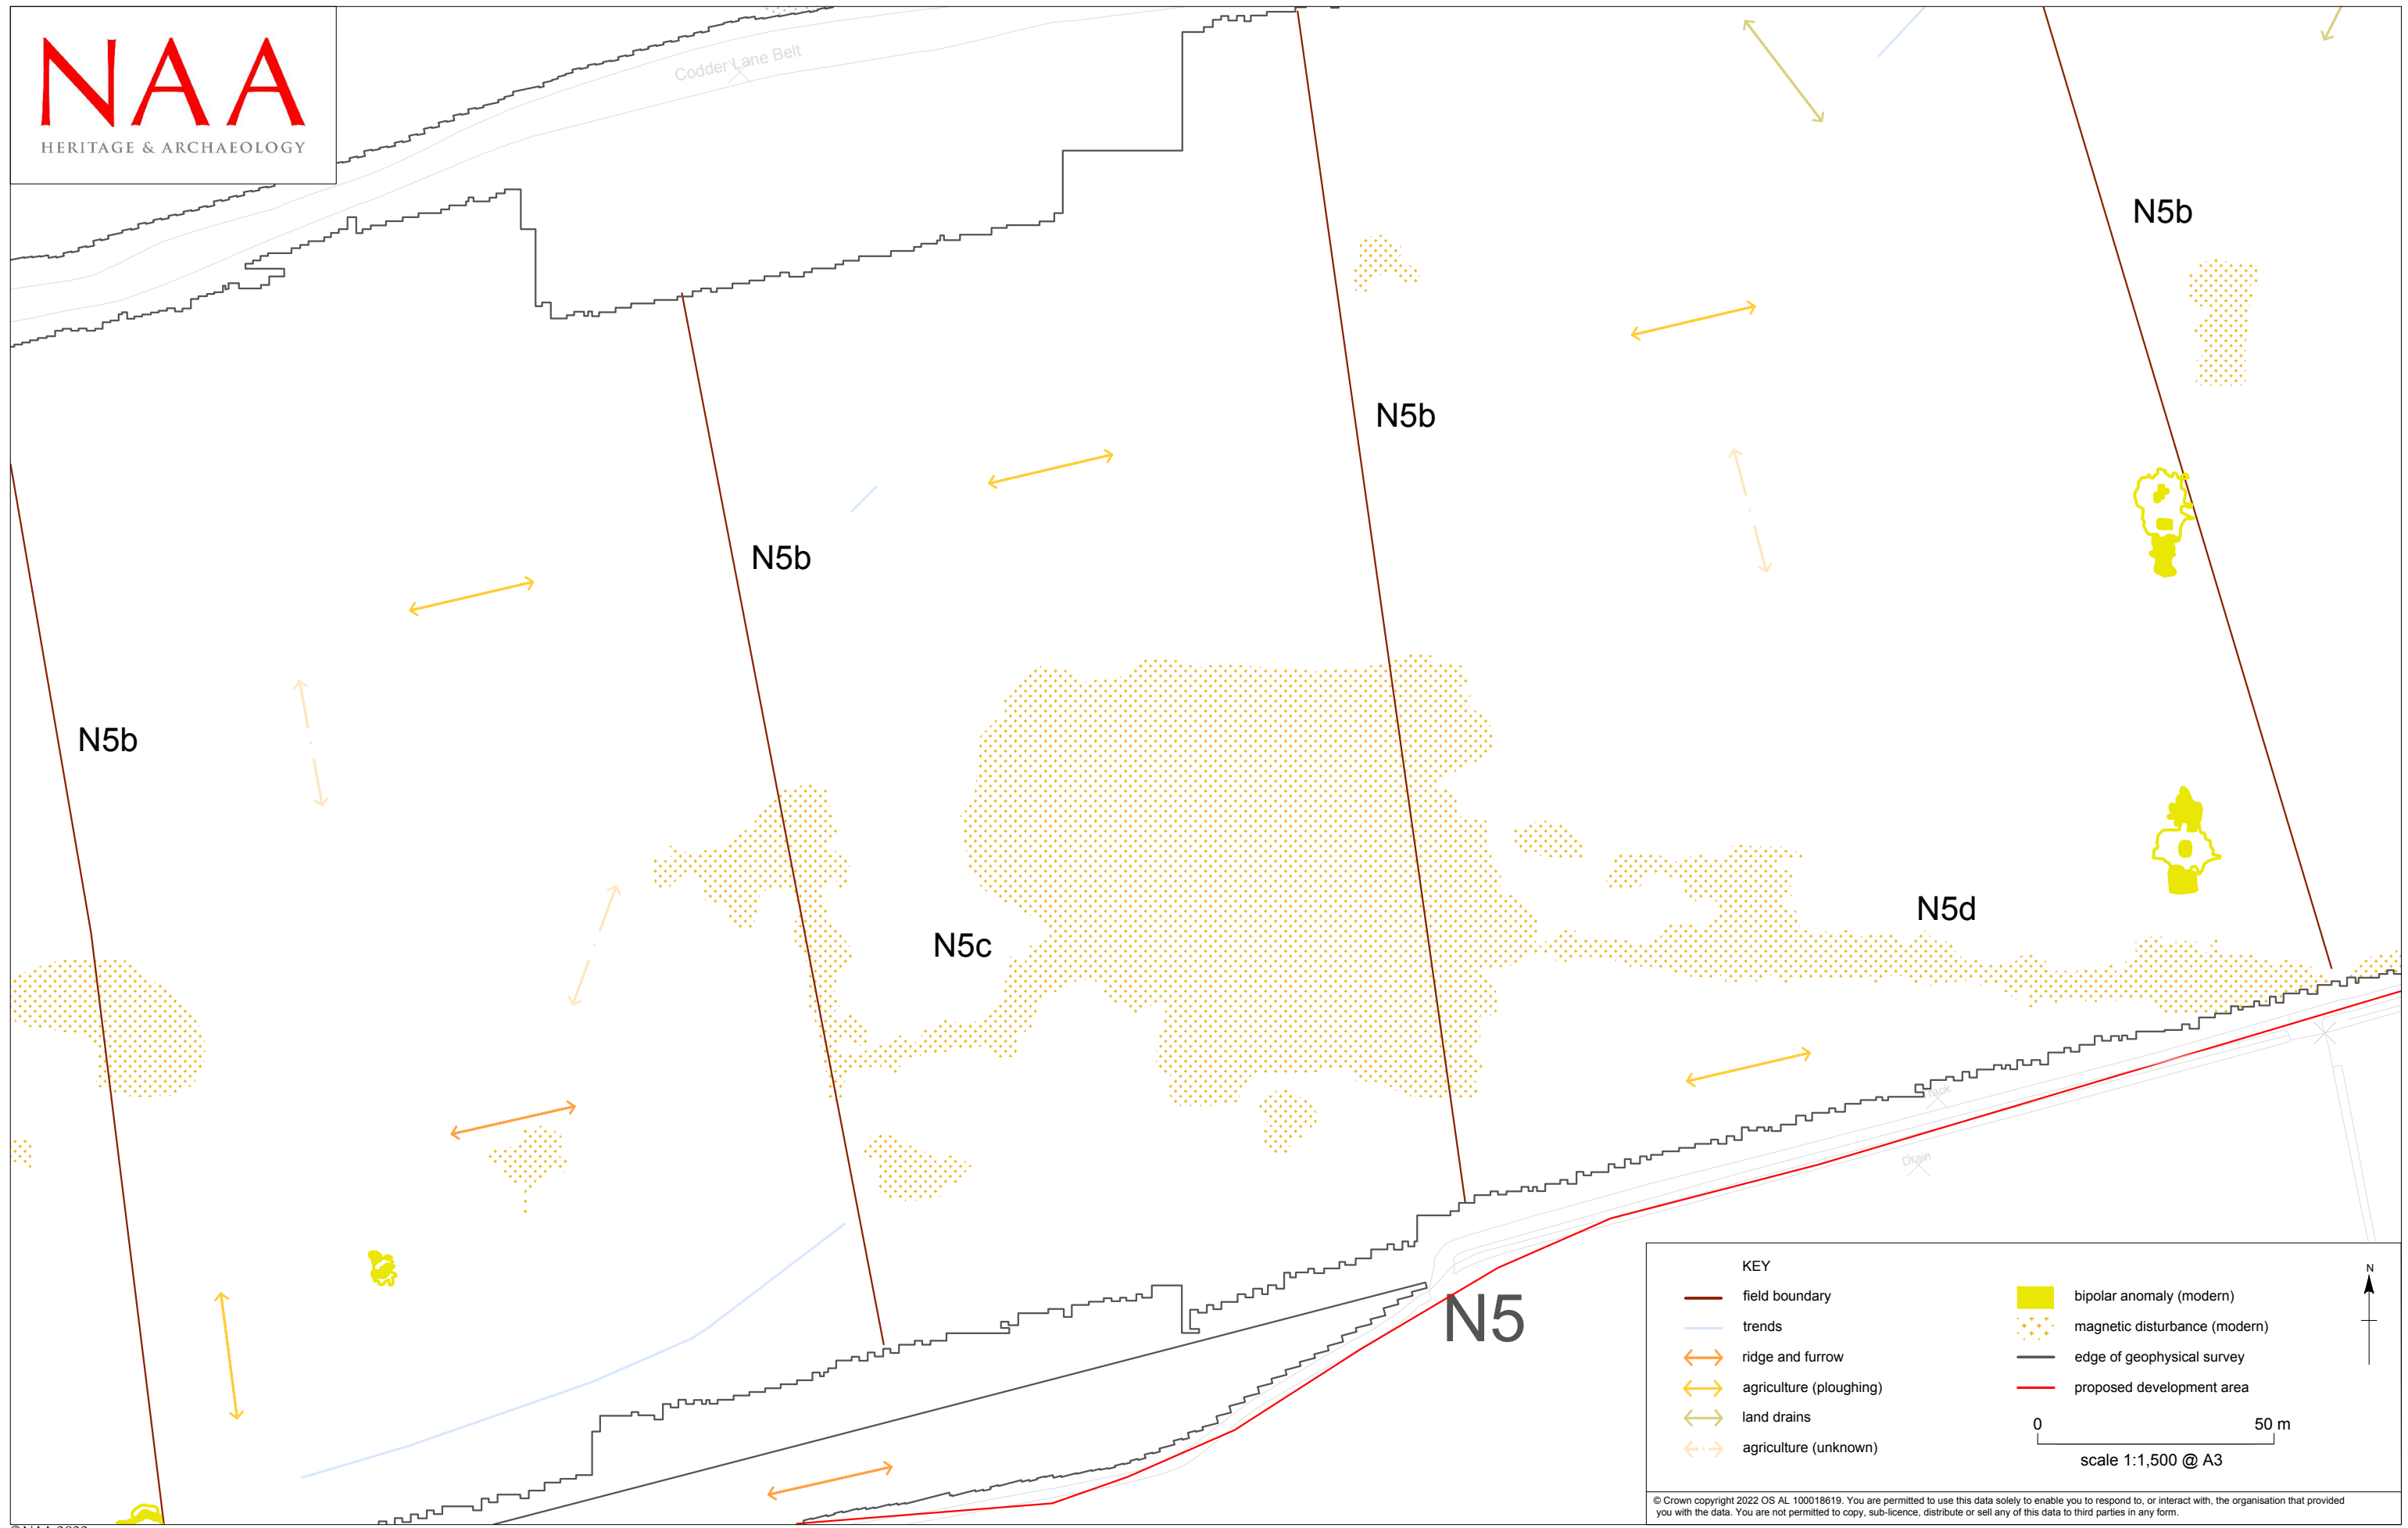 NAA
HERITAGE & ARCHAEOLOGY
Codder Lane Belt
N5b
N5b
N5b
N5b
N5c
N5d
Drain
N5
KEY
field boundary
trends
ridge and furrow
agriculture (ploughing)
land drains
agriculture (unknown)
bipolar anomaly (modern)
magnetic disturbance (modern)
edge of geophysical survey
proposed development area
N
0 50 m
scale 1:1,500 @ A3
© Crown copyright 2022 OS AL 100018619. You are permitted to use this data solely to enable you to respond to, or interact with, the organisation that provided
you with the data. You are not permitted to copy, sub-licence, distribute or sell any of this data to third parties in any form.